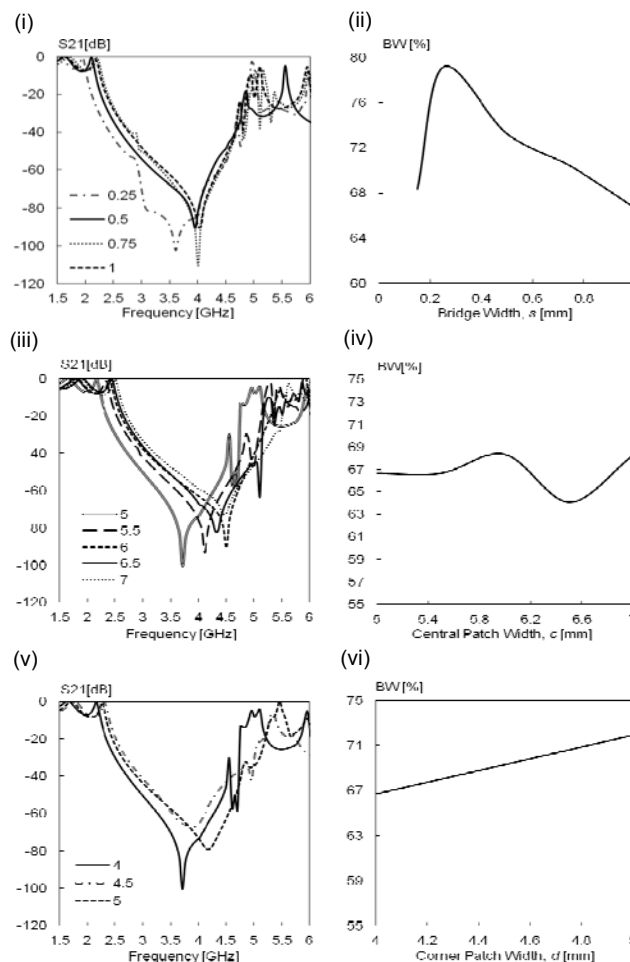 (i)
S21[dB]
0
-20
-40
-60
-80
-100
-120
0.25
0.5
0.75
1
1.5 2 2.5 3 3.5 4 4.5 5 5.5 6
Frequency [GHz]
(ii)
BW [%]
80
76
72
68
64
60
0 0.2 0.4 0.6 0.8
Bridge Width, s [mm]
(iii)
S21[dB]
0
-20
-40
-60
-80
-100
-120
5
5.5
6
6.5
7
1.5 2 2.5 3 3.5 4 4.5 5 5.5 6
Frequency [GHz]
(iv)
BW[%]
75
73
71
69
67
65
63
61
59
57
55
5 5.4 5.8 6.2 6.6
Central Patch Width, c [mm]
(v)
S21[dB]
0
-20
-40
-60
-80
-100
-120
4
4.5
5
1.5 2 2.5 3 3.5 4 4.5 5 5.5 6
Frequency [GHz]
(vi)
BW [%]
75
71
67
63
59
55
4 4.2 4.4 4.6 4.8
Corner Patch Width, d [mm]